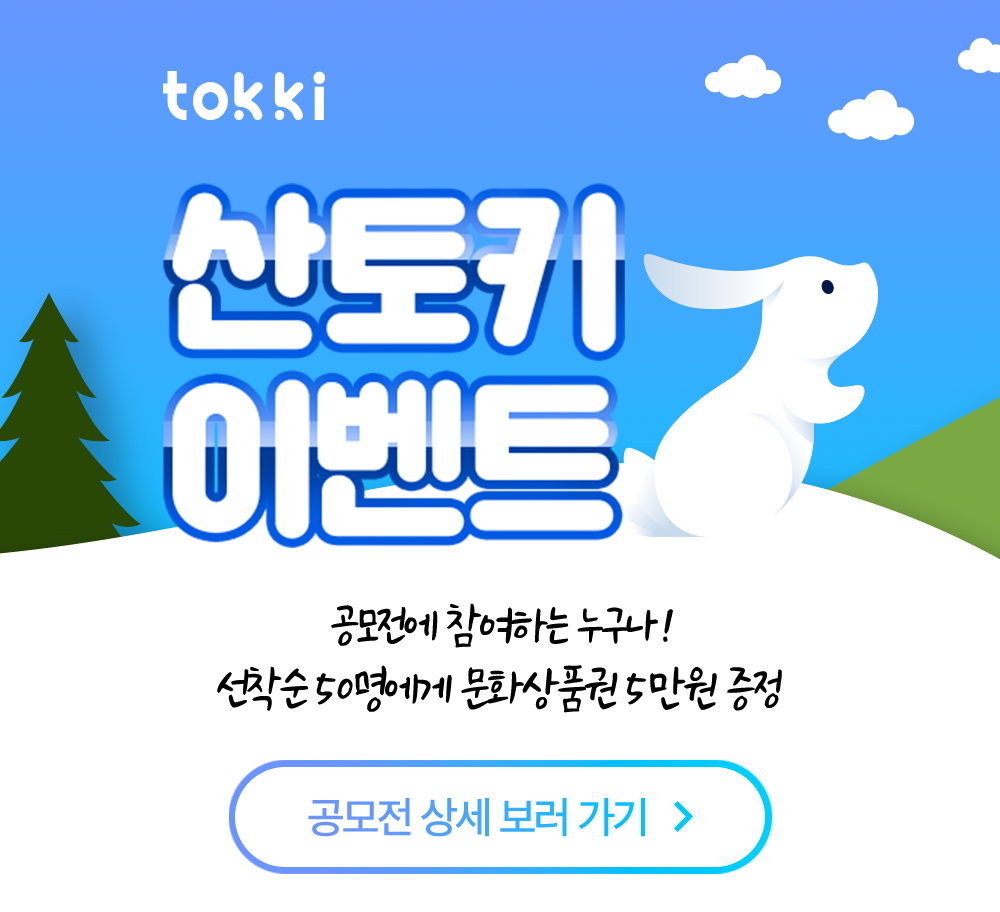 tokki
산토키
이벤트
공모전에 참여하는 누구나!
선착순 50명에게 문화상품권 5만원 증정
공모전 상세 보러 가기 >